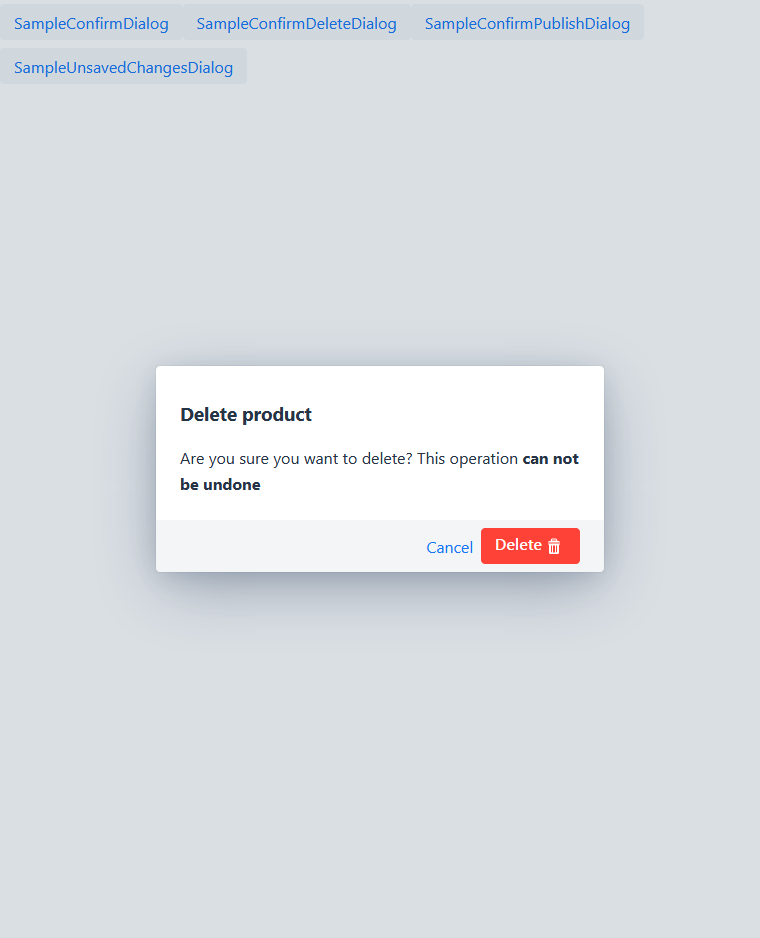 SampleConfirmDialog SampleConfirmDeleteDialog SampleConfirmPublishDialog
SampleUnsavedChangesDialog
Delete product
Are you sure you want to delete? This operation can not
be undone
Cancel Delete